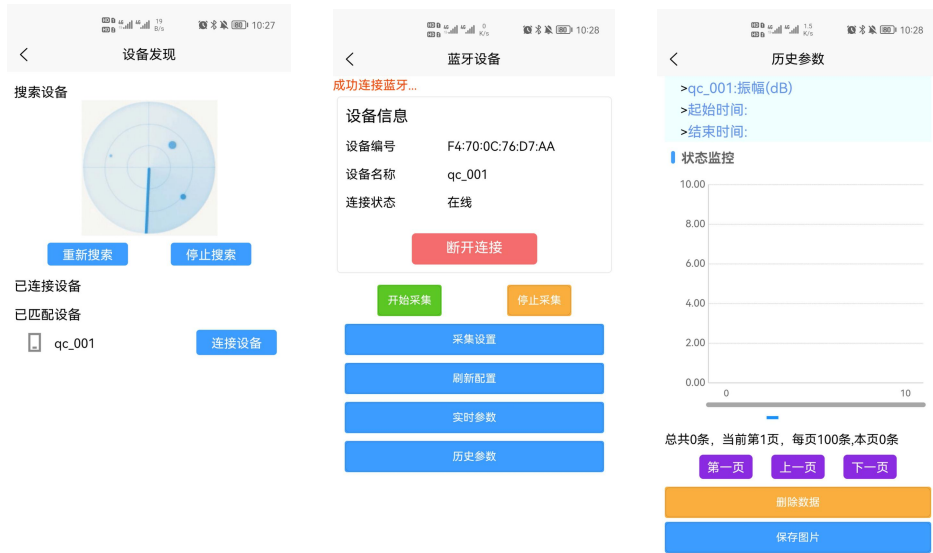 19
B/s
80
10:27
设备发现
搜索设备
重新搜索
停止搜索
已连接设备
已匹配设备
qc_001
连接设备
0
K/s
80
10:28
蓝牙设备
成功连接蓝牙...
设备信息
设备编号 F4:70:0C:76:D7:AA
设备名称 qc_001
连接状态 在线
断开连接
开始采集
停止采集
采集设置
刷新配置
实时参数
历史参数
1.5
K/s
80
10:28
历史参数
>qc_001:振幅(dB)
>起始时间:
>结束时间:
状态监控
10.00
8.00
6.00
4.00
2.00
0.00
0 10
总共0条，当前第1页，每页100条,本页0条
第一页 上一页 下一页
删除数据
保存图片